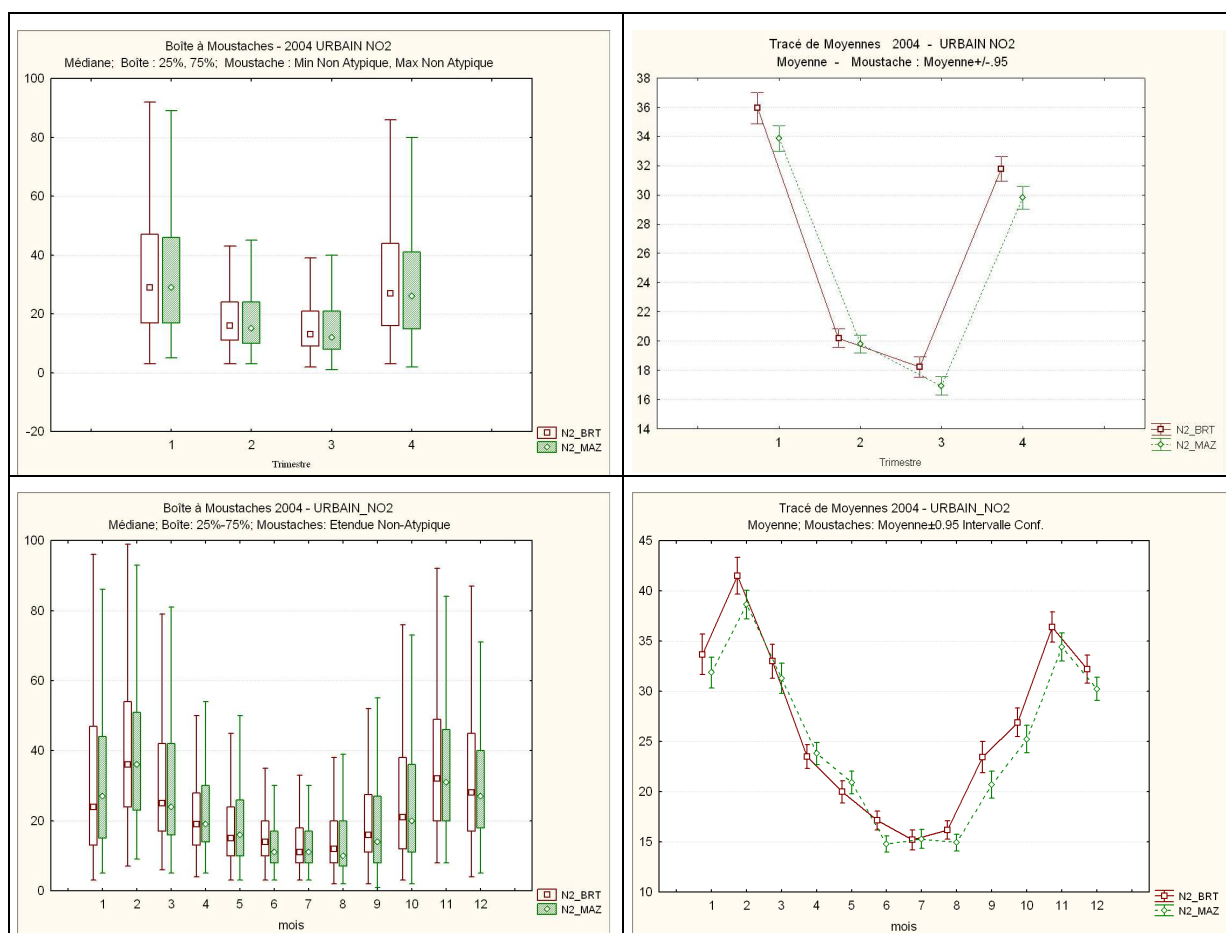 Boîte à Moustaches - 2004 URBAIN NO2
Médiane; Boîte : 25%, 75%; Moustache : Min Non Atypique, Max Non Atypique
100
80
60
40
20
0
-20
1 2 3 4
Trimestre
N2_BRT
N2_MAZ
Tracé de Moyennes 2004 - URBAIN NO2
Moyenne - Moustache : Moyenne+/-.95
38
36
34
32
30
28
26
24
22
20
18
16
14
1 2 3 4
Trimestre
N2_BRT
N2_MAZ
Boîte à Moustaches 2004 - URBAIN_NO2
Médiane; Boîte: 25%-75%; Moustaches: Etendue Non-Atypique
100
80
60
40
20
0
1 2 3 4 5 6 7 8 9 10 11 12
mois
N2_BRT
N2_MAZ
Tracé de Moyennes 2004 - URBAIN_NO2
Moyenne; Moustaches: Moyenne±0.95 Intervalle Conf.
45
40
35
30
25
20
15
10
1 2 3 4 5 6 7 8 9 10 11 12
mois
N2_BRT
N2_MAZ